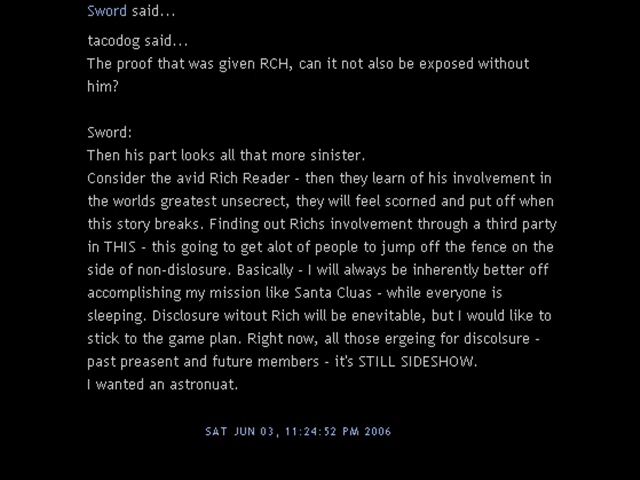 Sword said...
tacodog said...
The proof that was given RCH, can it not also be exposed without
him?
Sword:
Then his part looks all that more sinister.
Consider the avid Rich Reader - then they learn of his involvement in
the worlds greatest unsecrect, they will feel scorned and put off when
this story breaks. Finding out Richs involvement through a third party
in THIS - this going to get alot of people to jump off the fence on the
side of non-dislosure. Basically - I will always be inherently better off
accomplishing my mission like Santa Cluas - while everyone is
sleeping. Disclosure witout Rich will be enevitable, but I would like to
stick to the game plan. Right now, all those ergeing for discolsure -
past preasent and future members - it's STILL SIDESHOW.
I wanted an astronuat.
SAT JUN 03, 11:24:52 PM 2006